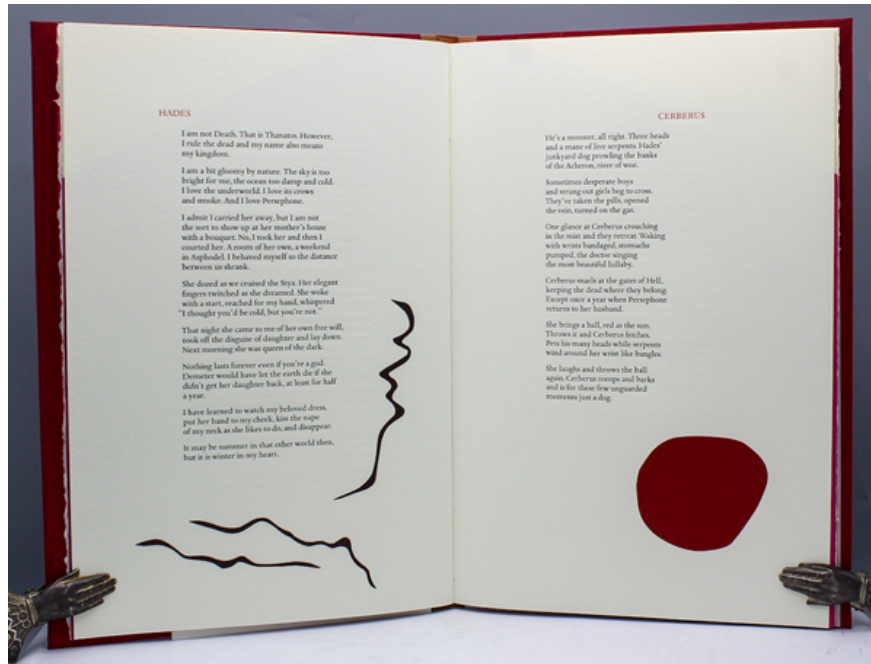 HADES
I am not Death. That is Thanatos. However,
I rule the dead and my name also means
my kingdom.
I am a bit gloomy by nature. The sky is too
bright for me, the ocean too damp and cold.
I love the underworld. I love its crows
and smoke. And I love Persephone.
I admit I carried her away, but I am not
the sort to show up at her mother's house
with a bouquet. No, I took her and then I
courted her. A room of her own, a weekend
in Asphodel. I behaved myself so the distance
between us shrank.
She dozed as we cruised the Styx. Her elegant
fingers twitched as she dreamed. She woke
with a start, reached for my hand, whispered
"I thought you'd be cold, but you're not."
That night she came to me of her own free will,
took off the disguise of daughter and lay down.
Next morning she was queen of the dark.
Nothing lasts forever even if you're a god.
Demeter would have let the earth die if she
didn't get her daughter back, at least for half
a year.
I have learned to watch my beloved dress,
put her hand to my cheek, kiss the nape
of my neck as she likes to do, and disappear.
It may be summer in that other world then,
but it is winter in my heart.
CERBERUS
He's a monster, all right. Three heads
and a mane of live serpents. Hades'
junkyard dog prowling the banks
of the Acheron, river of woe.
Sometimes desperate boys
and strung out girls beg to cross.
They've taken the pills, opened
the vein, turned on the gas.
One glance at Cerberus crouching
in the mist and they retreat. Waking
with wrists bandaged, stomachs
pumped, the doctor singing
the most beautiful lullaby.
Cerberus snarls at the gates of Hell,
keeping the dead where they belong.
Except once a year when Persephone
returns to her husband.
She brings a ball, red as the sun.
Throws it and Cerberus fetches.
Pets his many heads while serpents
wind around her wrist like bangles.
She laughs and throws the ball
again. Cerberus romps and barks
and is for these few unguarded
moments just a dog.